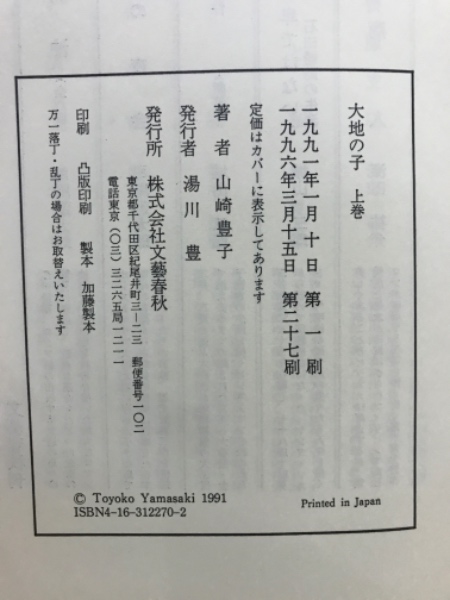 大地の子 上巻
一九九一年一月十日 第一刷
一九九六年三月十五日 第二十七刷
定価はカバーに表示してあります
著者 山崎豊子
発行者 湯川 豊
発行所 株式会社文藝春秋
東京都千代田区紀尾井町三―二三 郵便番号一〇二
電話東京(〇三)三二六五局一二一一
印刷 凸版印刷 製本 加藤製本
万一落丁・乱丁の場合はお取替えいたします
© Toyoko Yamasaki 1991
ISBN4-16-312270-2
Printed in Japan